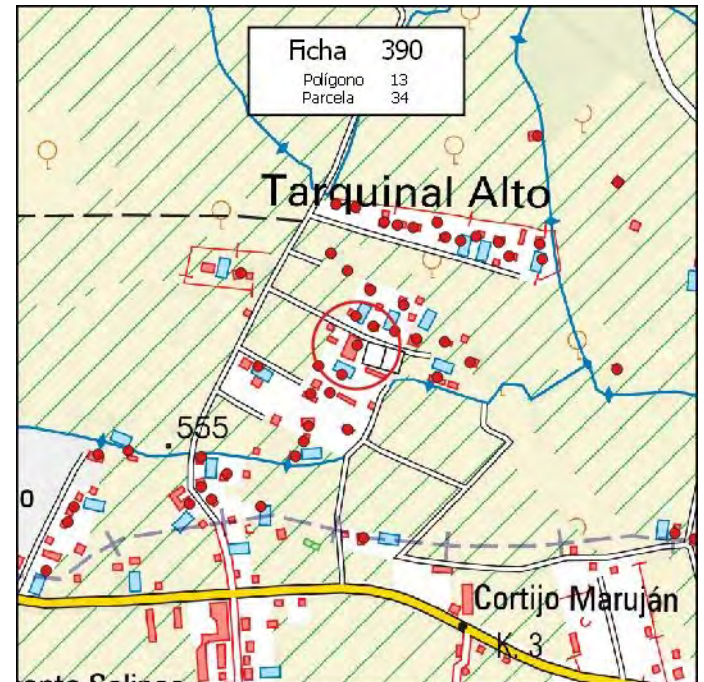 Ficha 390
Polígono 13
Parcela 34
Tarquinal Alto
.555
o
Cortijo Maruján
K. 3